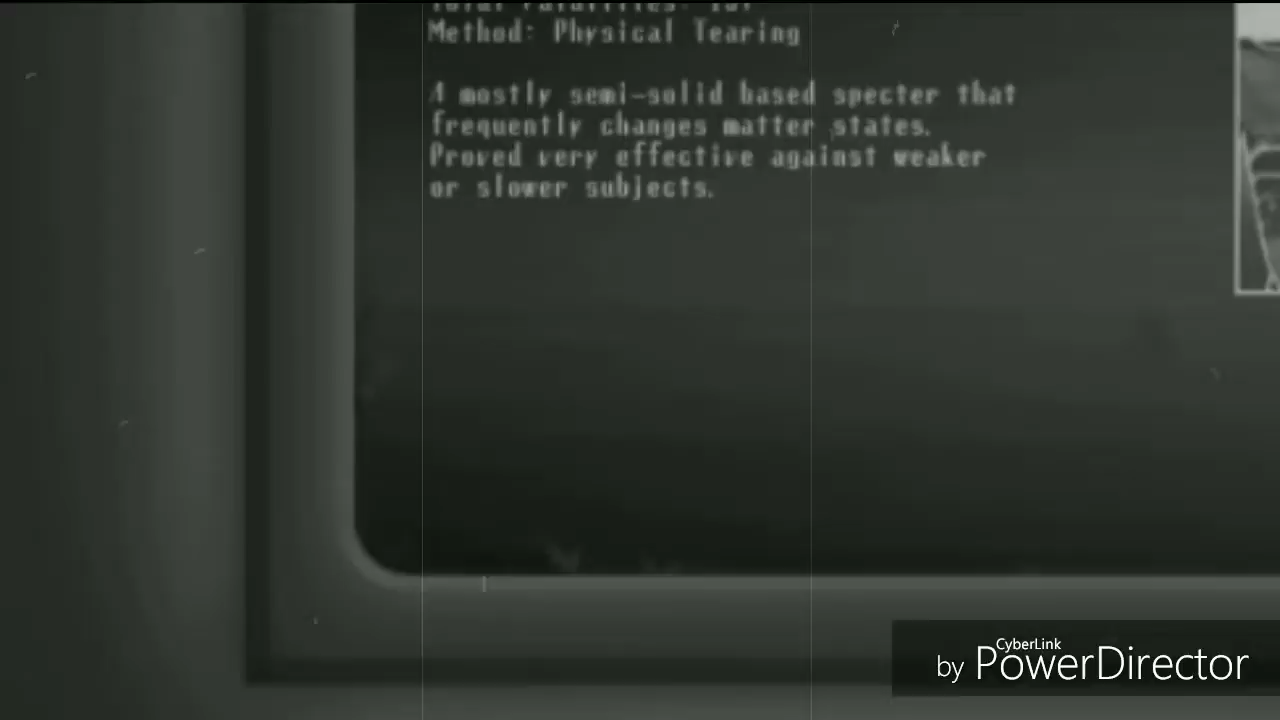 Method: Physical Tearing
A mostly semi-solid based specter that
frequently changes matter states.
Proved very effective against weaker
or slower subjects.
CyberLink
by PowerDirector